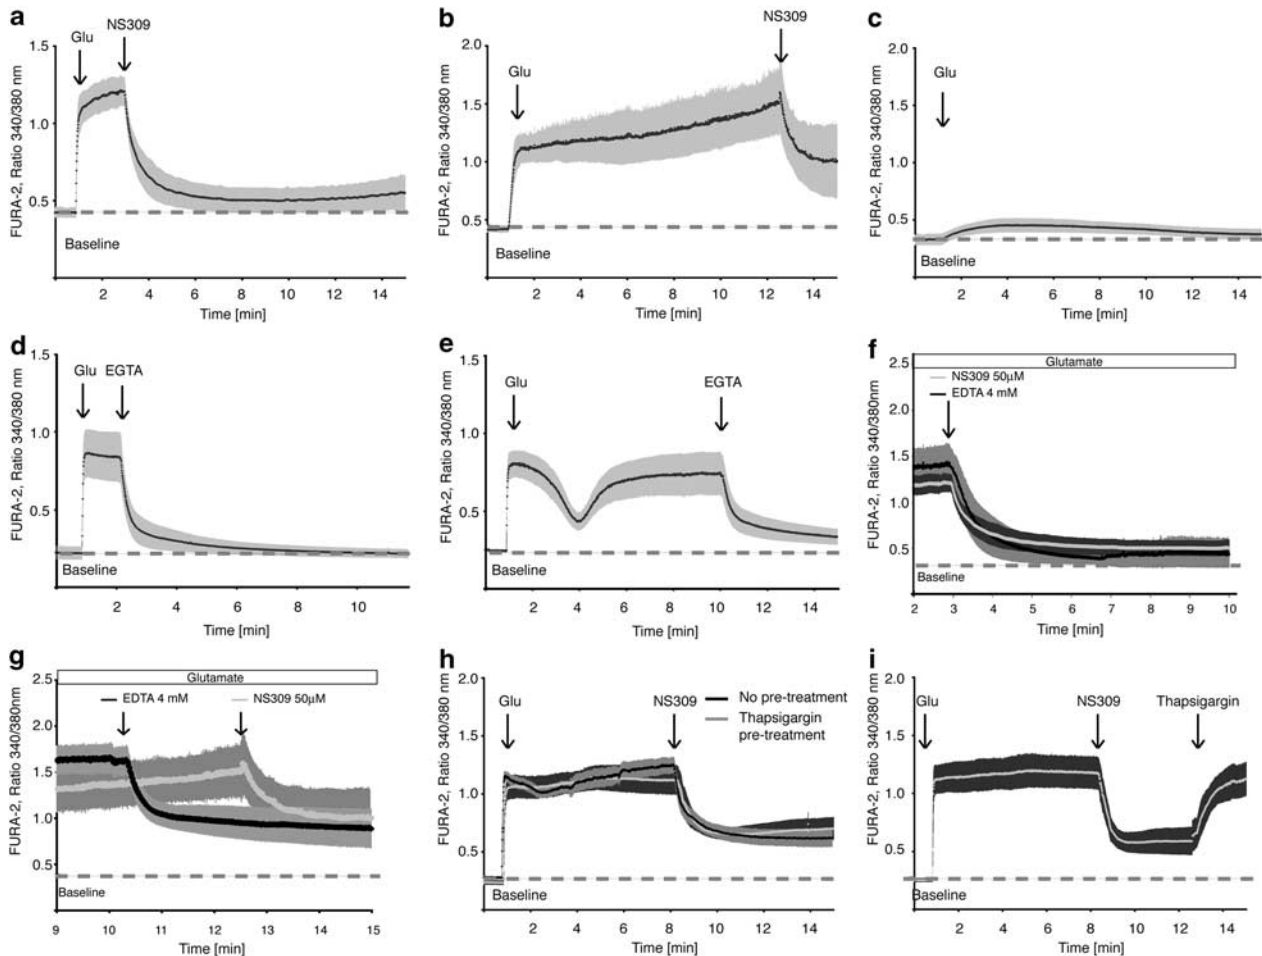 a
Glu
NS309
FURA-2, Ratio 340/380 nm
1.5
1.0
0.5
Baseline
2 4 6 8 10 12 14
Time [min]
b
Glu
NS309
FURA-2, Ratio 340/380 nm
2.0
1.5
1.0
0.5
Baseline
2 4 6 8 10 12 14
Time [min]
c
Glu
FURA-2, Ratio 340/380 nm
2.0
1.5
1.0
0.5
Baseline
2 4 6 8 10 12 14
Time [min]
d
Glu EGTA
FURA-2, Ratio 340/380 nm
1.5
1.0
0.5
Baseline
2 4 6 8 10
Time [min]
e
Glu
EGTA
FURA-2, Ratio 340/380 nm
1.5
1.0
0.5
Baseline
2 4 6 8 10 12 14
Time [min]
f
Glutamate
NS309 50µM
EDTA 4 mM
FURA-2, Ratio 340/380nm
2.5
2.0
1.5
1.0
0.5
Baseline
2 3 4 5 6 7 8 9 10
Time [min]
g
Glutamate
EDTA 4 mM
NS309 50µM
FURA-2, Ratio 340/380nm
2.5
2.0
1.5
1.0
0.5
Baseline
9 10 11 12 13 14 15
Time [min]
h
Glu
NS309
No pre-treatment
Thapsigargin
pre-treatment
FURA-2, Ratio 340/380 nm
2.0
1.5
1.0
0.5
Baseline
2 4 6 8 10 12 14
Time [min]
i
Glu
NS309
Thapsigargin
FURA-2, Ratio 340/380 nm
2.0
1.5
1.0
0.5
Baseline
2 4 6 8 10 12 14
Time [min]